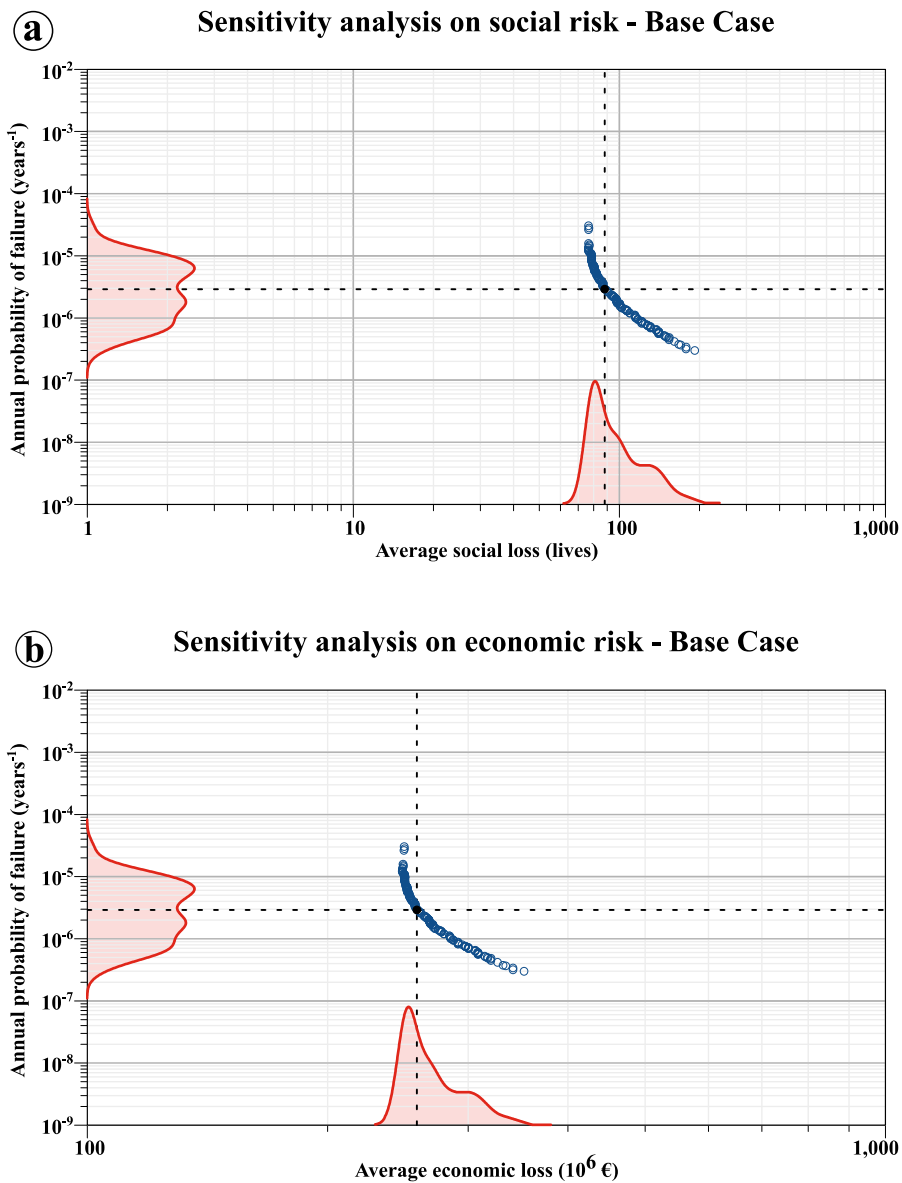 a
Sensitivity analysis on social risk - Base Case
Annual probability of failure (years⁻¹)
10⁻²
10⁻³
10⁻⁴
10⁻⁵
10⁻⁶
10⁻⁷
10⁻⁸
10⁻⁹
1 10 100 1,000
Average social loss (lives)
b
Sensitivity analysis on economic risk - Base Case
Annual probability of failure (years⁻¹)
10⁻²
10⁻³
10⁻⁴
10⁻⁵
10⁻⁶
10⁻⁷
10⁻⁸
10⁻⁹
100 1,000
Average economic loss (10⁶ €)